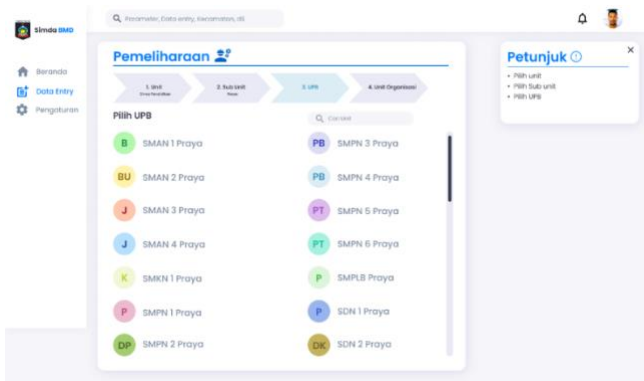 Simda BMD
Parameter, Data entry, Kecamatan, dll
Beranda
Data Entry
Pengaturan
Pemeliharaan
1. Unit
Dinas Pendidikan
2. Sub Unit
3. UPB
4. Unit Organisasi
Pilih UPB
Cari Unit
B SMAN 1 Praya
PB SMPN 3 Praya
BU SMAN 2 Praya
PB SMPN 4 Praya
J SMAN 3 Praya
PT SMPN 5 Praya
J SMAN 4 Praya
PT SMPN 6 Praya
K SMKN 1 Praya
P SMPLB Praya
P SMPN 1 Praya
P SDN 1 Praya
DP SMPN 2 Praya
DK SDN 2 Praya
Petunjuk
• Pilih unit
• Pilih Sub unit
• Pilih UPB